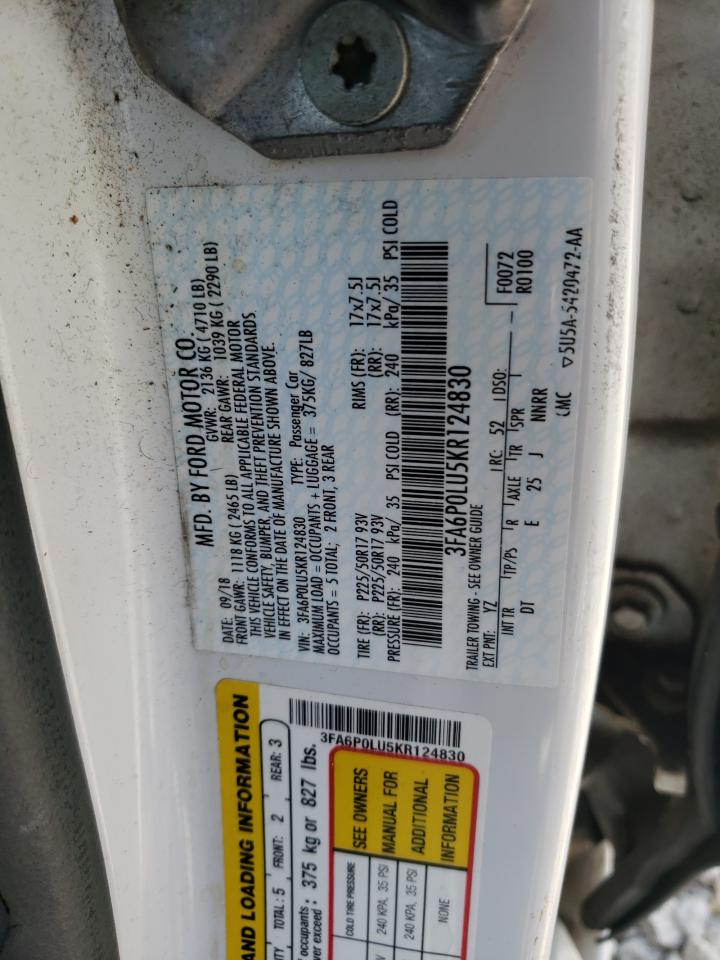 MFD. BY FORD MOTOR CO.
DATE: 09/18 GVWR: 2136 KG ( 4710 LB)
FRONT GAWR: 1118 KG ( 2465 LB) REAR GAWR: 1039 KG ( 2290 LB)
THIS VEHICLE CONFORMS TO ALL APPLICABLE FEDERAL MOTOR
VEHICLE SAFETY, BUMPER, AND THEFT PREVENTION STANDARDS
IN EFFECT ON THE DATE OF MANUFACTURE SHOWN ABOVE.
VIN: 3FA6P0LU5KR124830 TYPE: Passenger Car
MAXIMUM LOAD = OCCUPANTS + LUGGAGE = 375KG/ 827LB
OCCUPANTS = 5 TOTAL: 2 FRONT, 3 REAR
TIRE (FR): P225/50R17 93V RIMS (FR): 17x7.5J
(RR): P225/50R17 93V (RR): 17x7.5J
PRESSURE (FR): 240 kPa/ 35 PSI COLD (RR): 240 kPa/ 35 PSI COLD
3FA6P0LU5KR124830
TRAILER TOWING - SEE OWNER GUIDE
EXT PNT: YZ RC: 52 DSO: F0072
R0100
INT TR TP/PS R AXLE TR SPR
DT E 25 J NNRR
CMC ▽5U5A-5420472-AA
AND LOADING INFORMATION
TOTAL: 5 FRONT: 2 REAR: 3
occupants
ver exceed : 375 kg or 827 lbs.
3FA6P0LU5KR124830
COLD TIRE PRESSURE
240 KPA, 35 PSI
240 KPA, 35 PSI
NONE
SEE OWNERS
MANUAL FOR
ADDITIONAL
INFORMATION